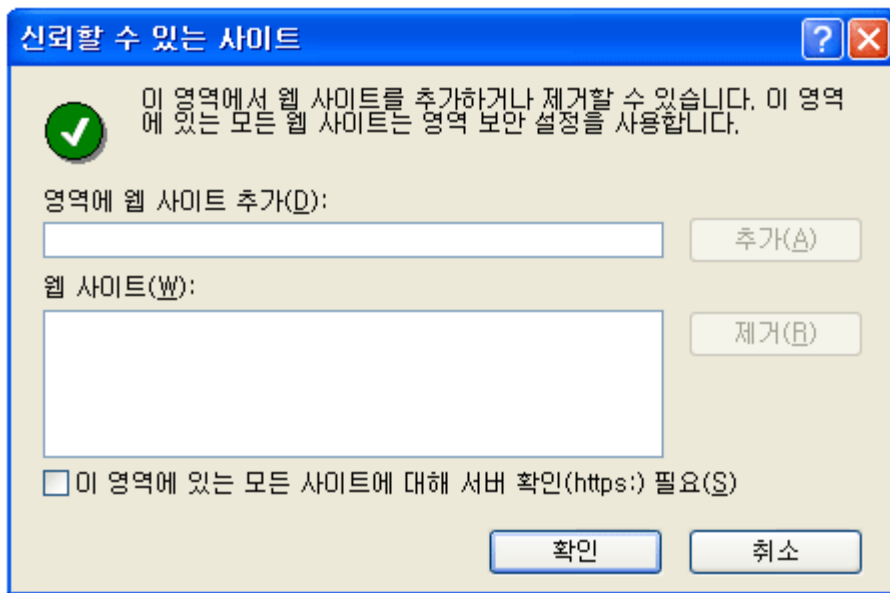 신뢰할 수 있는 사이트
이 영역에서 웹 사이트를 추가하거나 제거할 수 있습니다. 이 영역
에 있는 모든 웹 사이트는 영역 보안 설정을 사용합니다.
영역에 웹 사이트 추가(D):
추가(A)
웹 사이트(W):
제거(R)
이 영역에 있는 모든 사이트에 대해 서버 확인(https:) 필요(S)
확인 취소